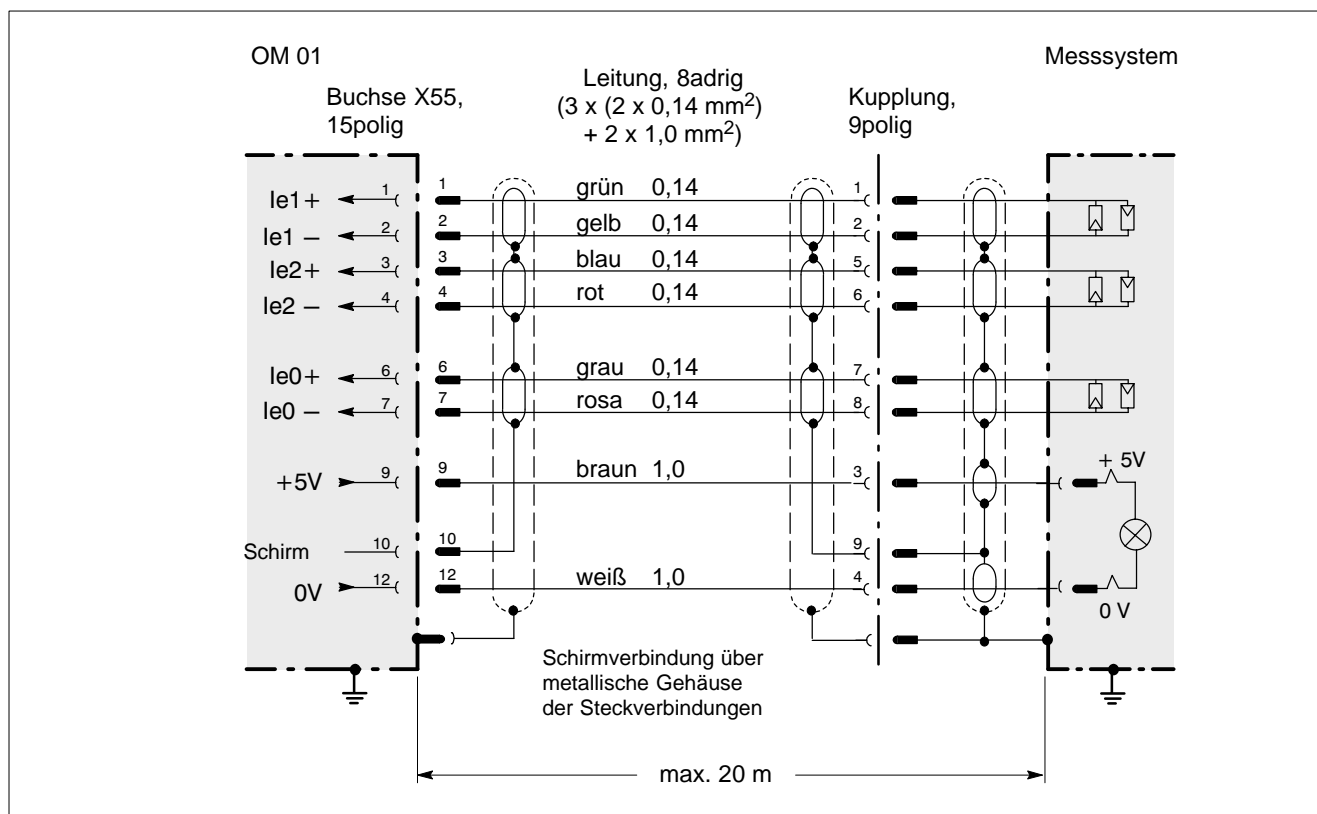 OM 01
Messsystem
Leitung, 8adrig
(3 x (2 x 0,14 mm²)
+ 2 x 1,0 mm²)
Buchse X55,
15polig
Kupplung,
9polig
Ie1+ 1 1 grün 0,14 1
Ie1 − 2 2 gelb 0,14 2
Ie2+ 3 3 blau 0,14 5
Ie2 − 4 4 rot 0,14 6
Ie0+ 6 6 grau 0,14 7
Ie0 − 7 7 rosa 0,14 8
+5V 9 9 braun 1,0 3 + 5V
Schirm 10 10 9
0V 12 12 weiß 1,0 4 0 V
Schirmverbindung über
metallische Gehäuse
der Steckverbindungen
max. 20 m